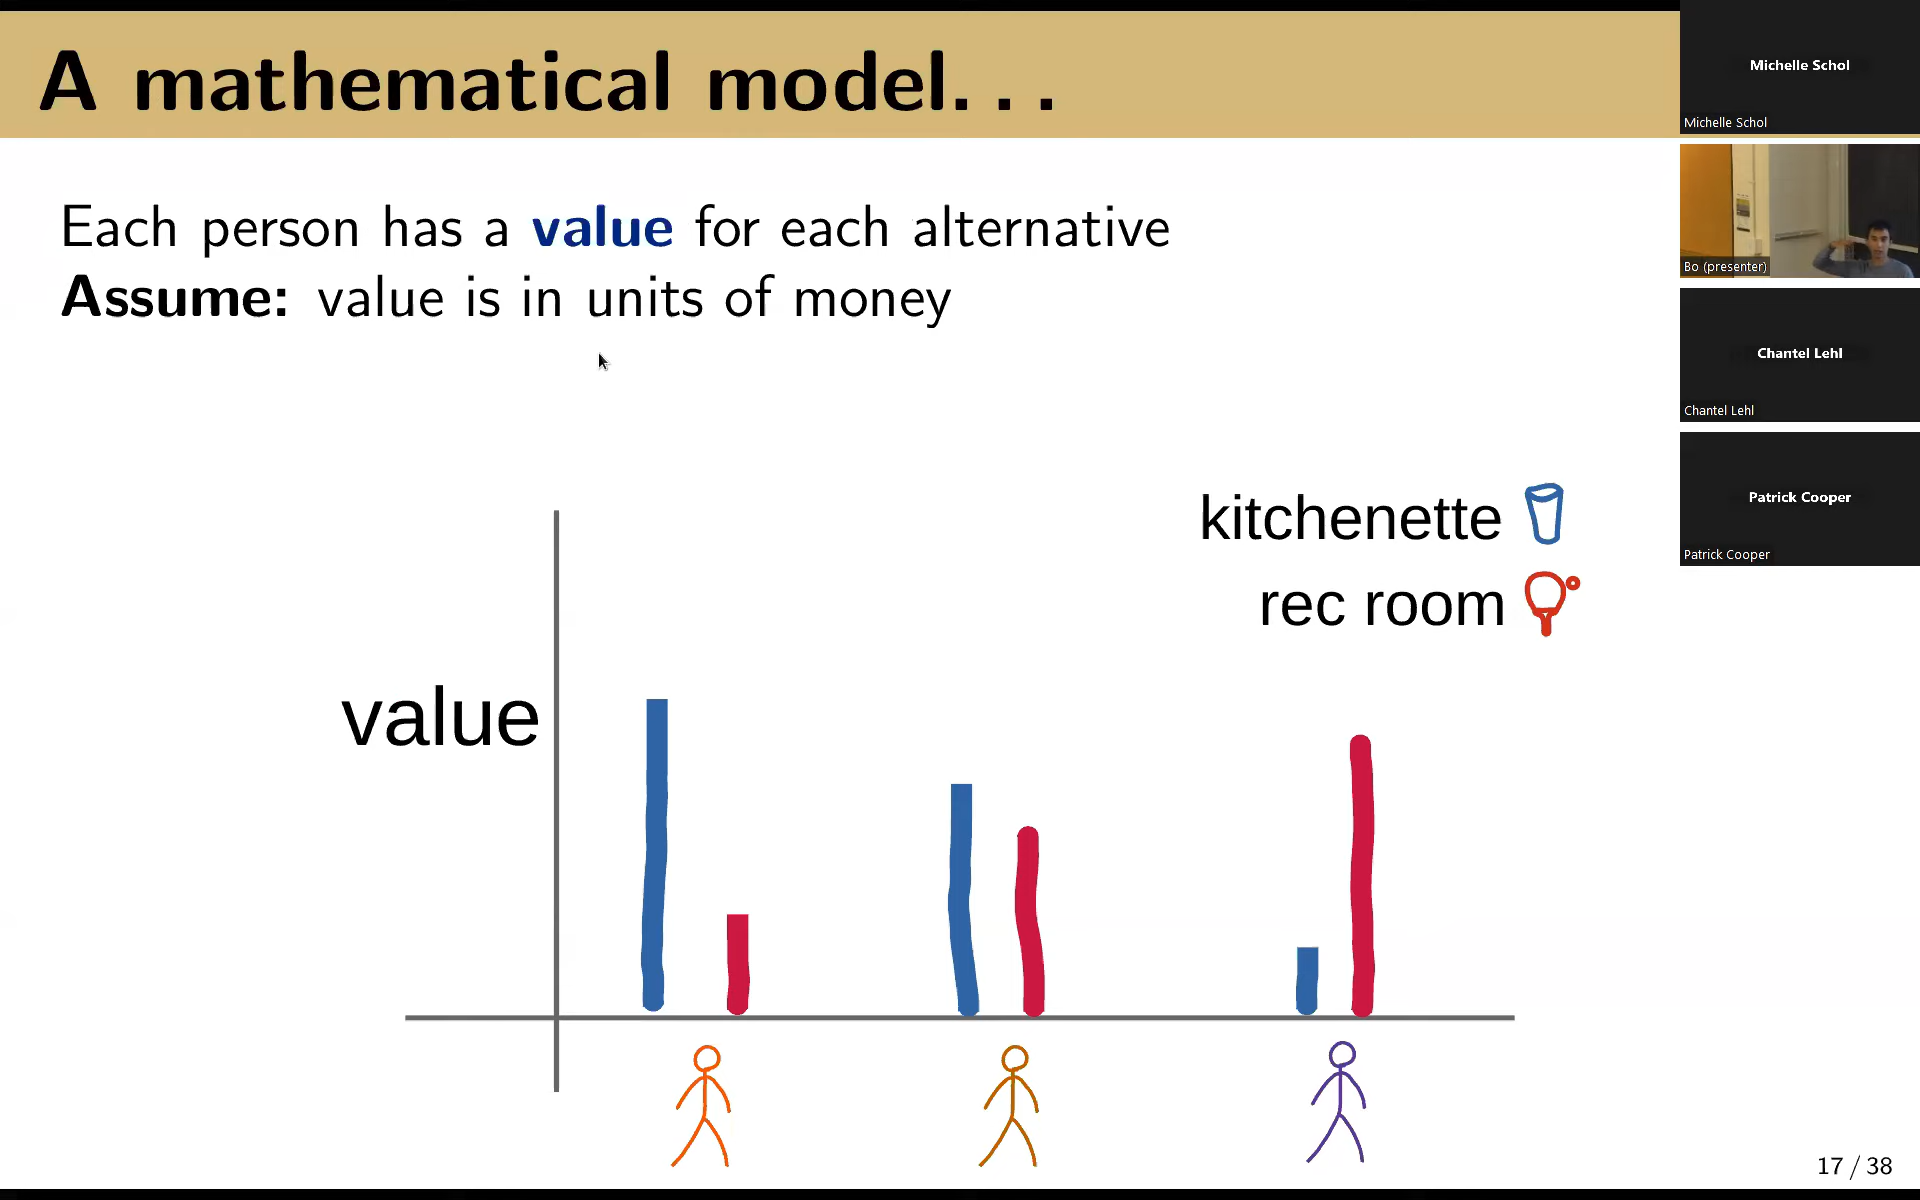 A mathematical model. . .
Each person has a value for each alternative
Assume: value is in units of money
kitchenette
rec room
value
17 / 38
Michelle Schol
Michelle Schol
Bo (presenter)
Chantel Lehl
Chantel Lehl
Patrick Cooper
Patrick Cooper